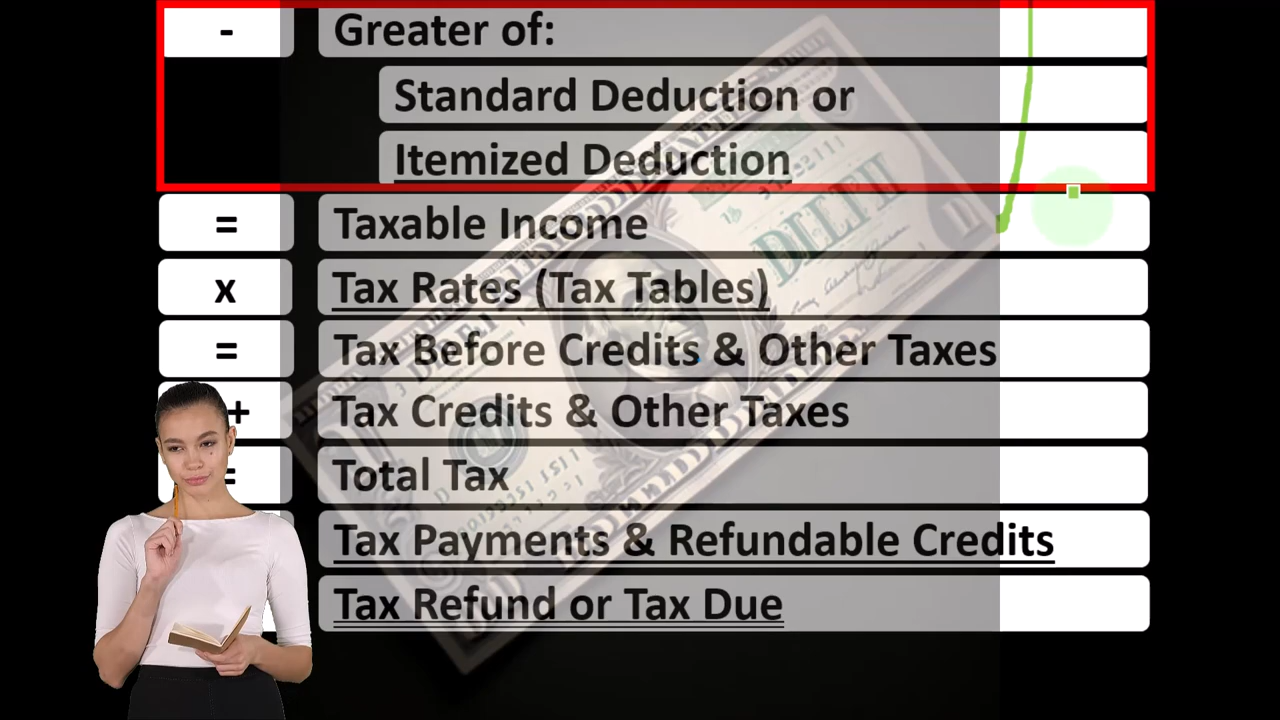 - Greater of:
Standard Deduction or
Itemized Deduction
= Taxable Income
x Tax Rates (Tax Tables)
= Tax Before Credits & Other Taxes
+ Tax Credits & Other Taxes
= Total Tax
Tax Payments & Refundable Credits
Tax Refund or Tax Due